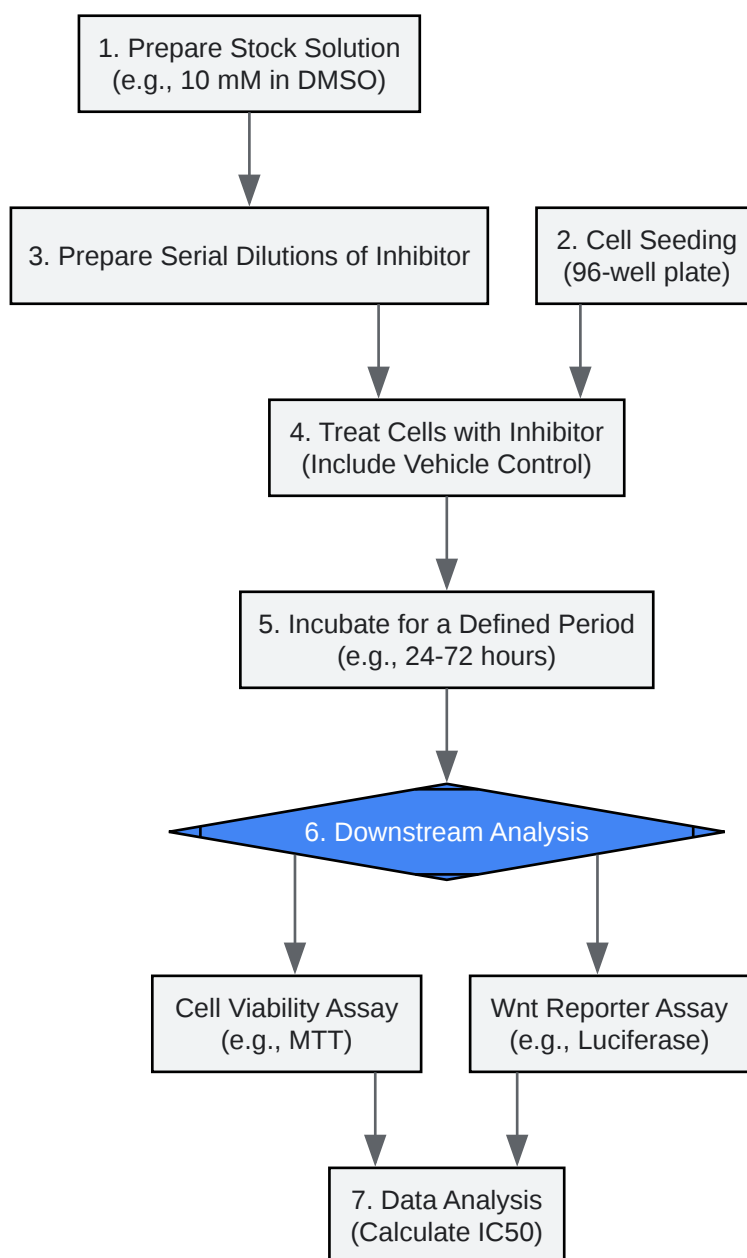 1. Prepare Stock Solution
(e.g., 10 mM in DMSO)
3. Prepare Serial Dilutions of Inhibitor
2. Cell Seeding
(96-well plate)
4. Treat Cells with Inhibitor
(Include Vehicle Control)
5. Incubate for a Defined Period
(e.g., 24-72 hours)
6. Downstream Analysis
Cell Viability Assay
(e.g., MTT)
Wnt Reporter Assay
(e.g., Luciferase)
7. Data Analysis
(Calculate IC50)